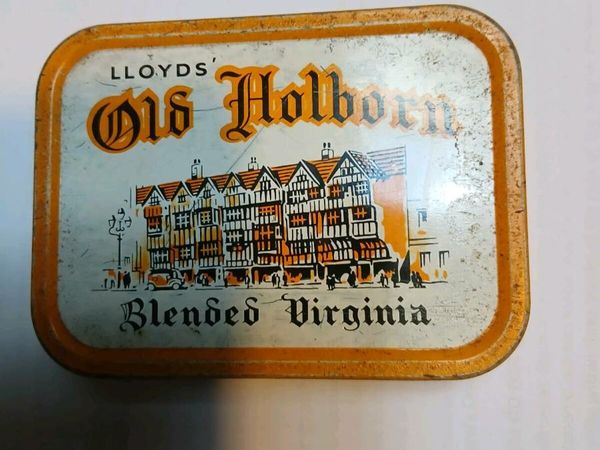 LLOYDS'
Old Holborn
Blended Virginia